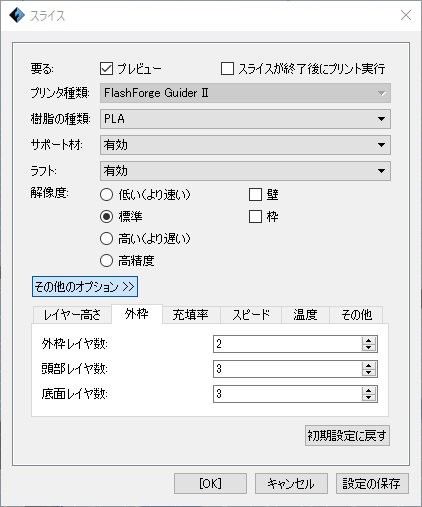 スライス
要る: プレビュー スライスが終了後にプリント実行
プリンタ種類: FlashForge Guider II
樹脂の種類: PLA
サポート材: 有効
ラフト: 有効
解像度: 低い(より速い) 壁
標準 枠
高い(より遅い)
高精度
その他のオプション >>
レイヤー高さ 外枠 充填率 スピード 温度 その他
外枠レイヤ数: 2
頭部レイヤ数: 3
底面レイヤ数: 3
初期設定に戻す
[OK] キャンセル 設定の保存